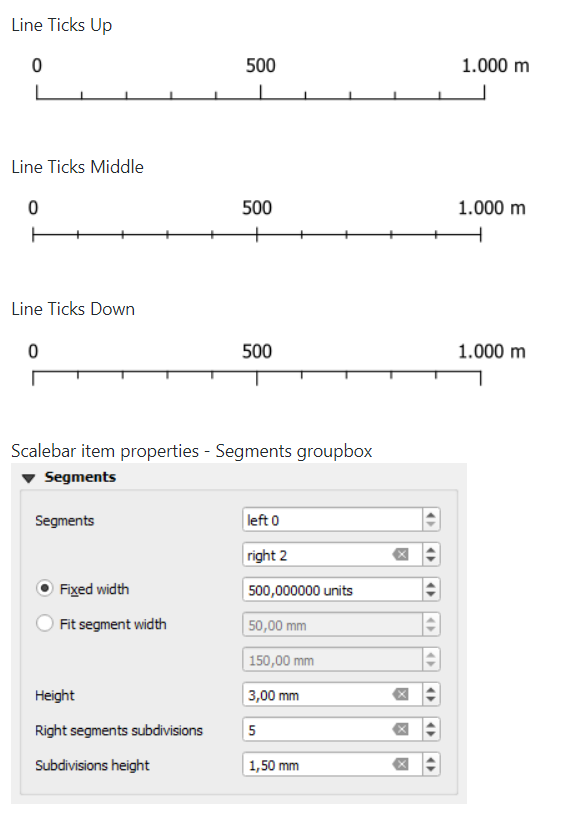 Line Ticks Up
0 500 1.000 m
Line Ticks Middle
0 500 1.000 m
Line Ticks Down
0 500 1.000 m
Scalebar item properties - Segments groupbox
Segments
Segments left 0
right 2
Fixed width 500,000000 units
Fit segment width 50,00 mm
150,00 mm
Height 3,00 mm
Right segments subdivisions 5
Subdivisions height 1,50 mm